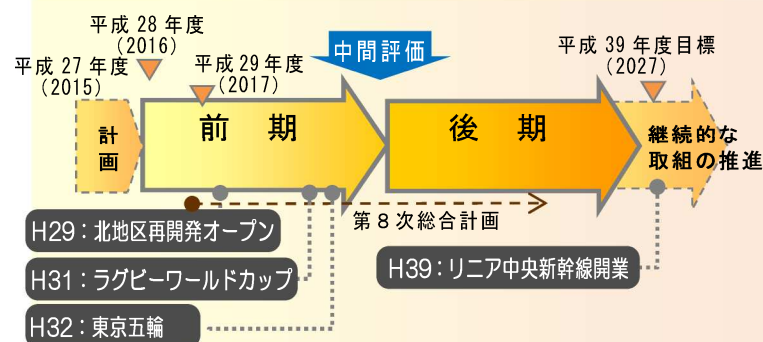 平成 28 年度
(2016)
平成 27 年度
(2015)
平成 29 年度
(2017)
中間評価
平成 39 年度目標
(2027)
計画
前 期
後 期
継続的な
取組の推進
第８次総合計画
H29：北地区再開発オープン
H31：ラグビーワールドカップ
H32：東京五輪
H39：リニア中央新幹線開業